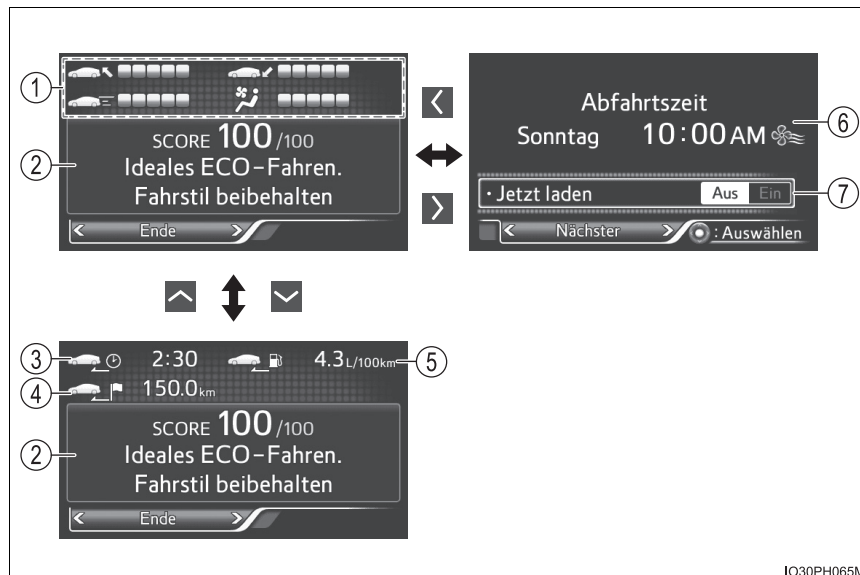 1
2
SCORE 100 /100
Ideales ECO-Fahren.
Fahrstil beibehalten
Ende
Abfahrtszeit
Sonntag 10:00 AM
6
· Jetzt laden Aus Ein
7
Nächster : Auswählen
3
2:30
4.3 L/100km
5
4
150.0 km
2
SCORE 100 /100
Ideales ECO-Fahren.
Fahrstil beibehalten
Ende
IO30PH065M